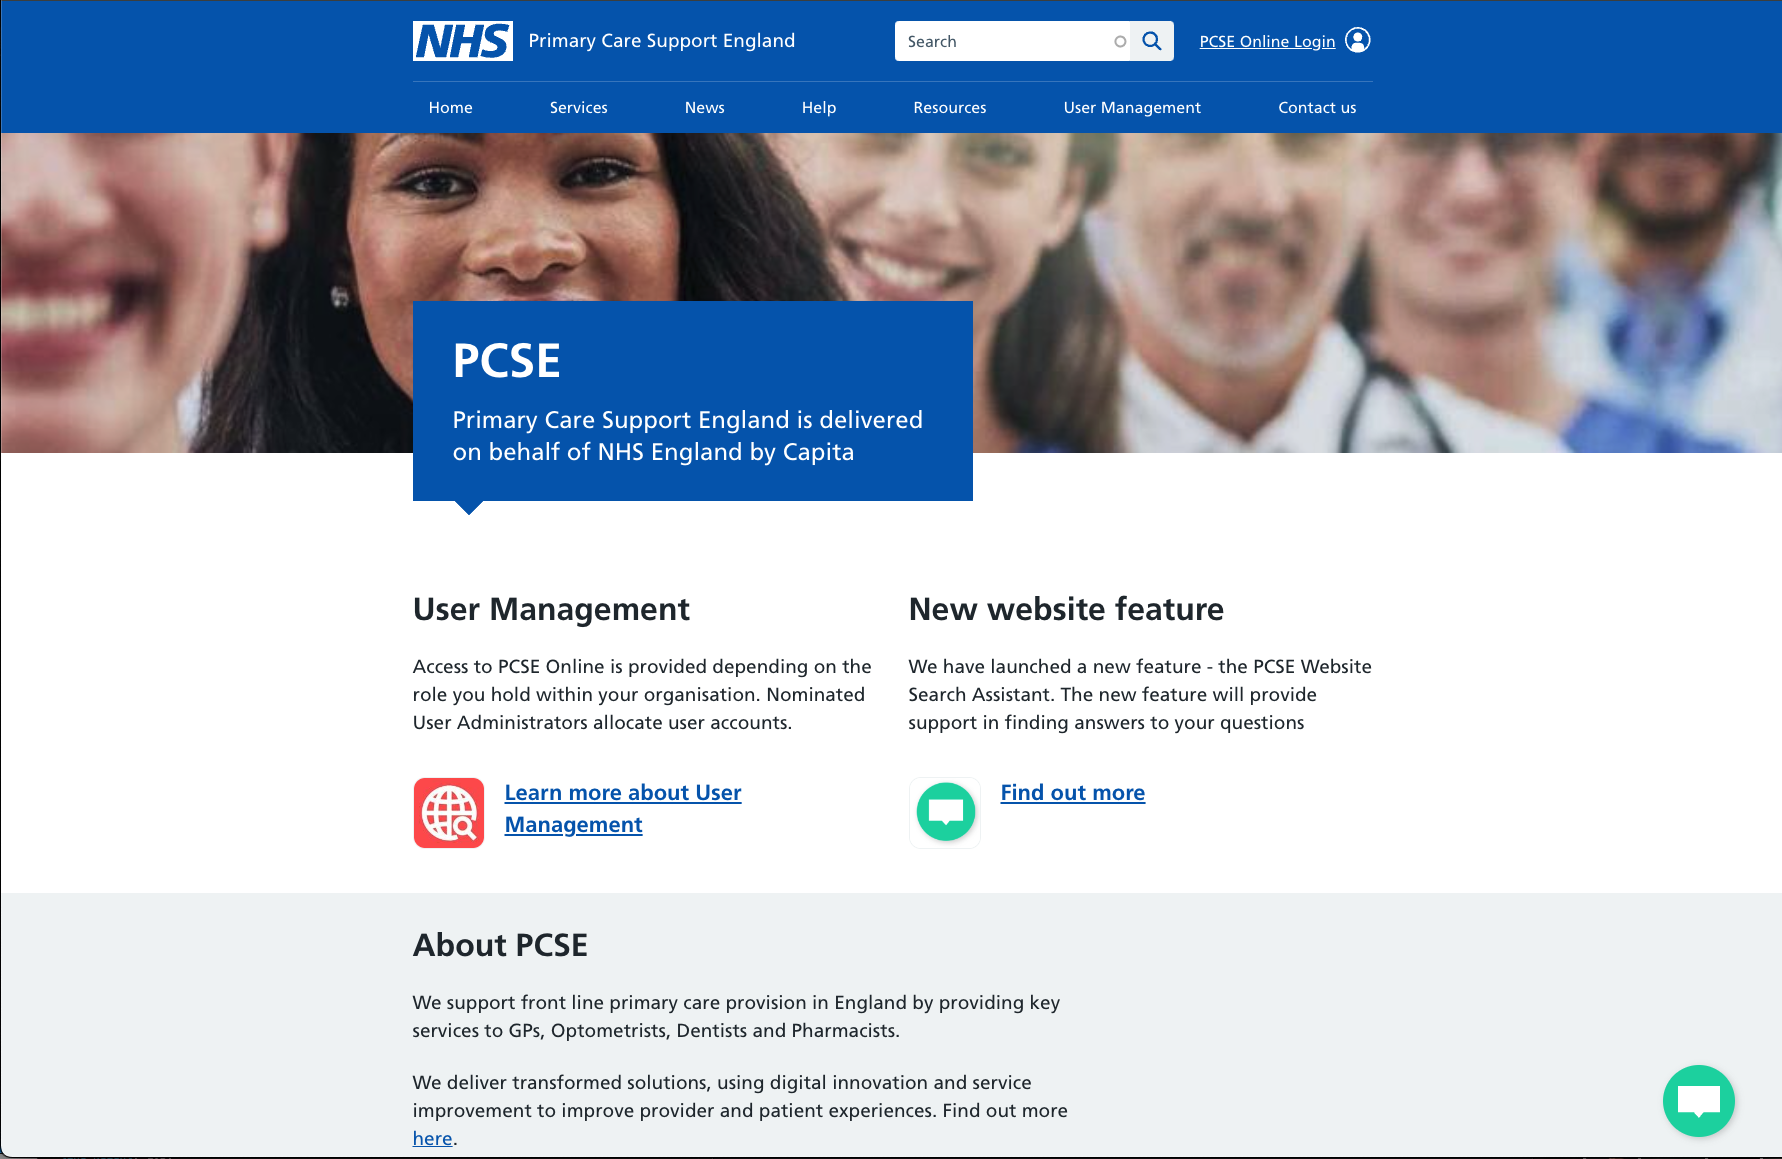 NHS Primary Care Support England
Search
PCSE Online Login
Home Services News Help Resources User Management Contact us
PCSE
Primary Care Support England is delivered
on behalf of NHS England by Capita
User Management
Access to PCSE Online is provided depending on the
role you hold within your organisation. Nominated
User Administrators allocate user accounts.
Learn more about User
Management
New website feature
We have launched a new feature - the PCSE Website
Search Assistant. The new feature will provide
support in finding answers to your questions
Find out more
About PCSE
We support front line primary care provision in England by providing key
services to GPs, Optometrists, Dentists and Pharmacists.
We deliver transformed solutions, using digital innovation and service
improvement to improve provider and patient experiences. Find out more
here.